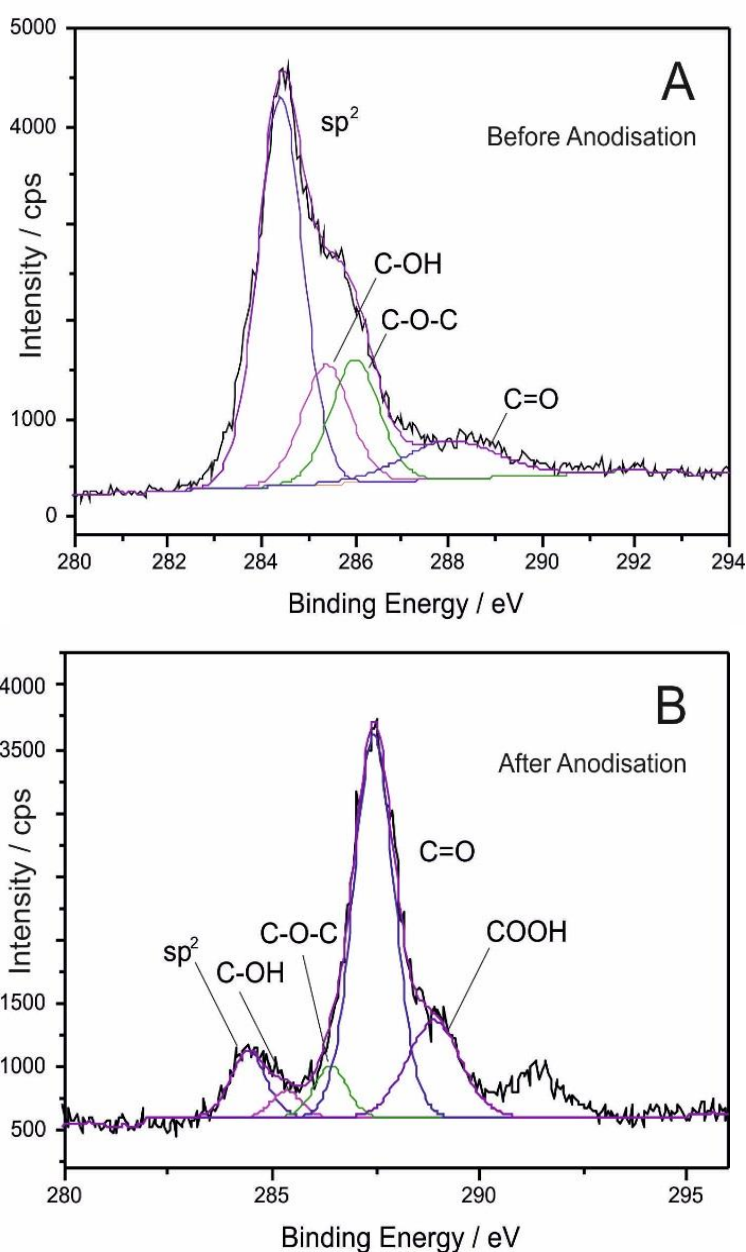 5000
A
sp²
Before Anodisation
4000
C-OH
C-O-C
Intensity / cps
1000
C=O
0
280 282 284 286 288 290 292 294
Binding Energy / eV
4000
B
3500
After Anodisation
C=O
Intensity / cps
C-O-C
COOH
sp²
C-OH
1500
1000
500
280 285 290 295
Binding Energy / eV